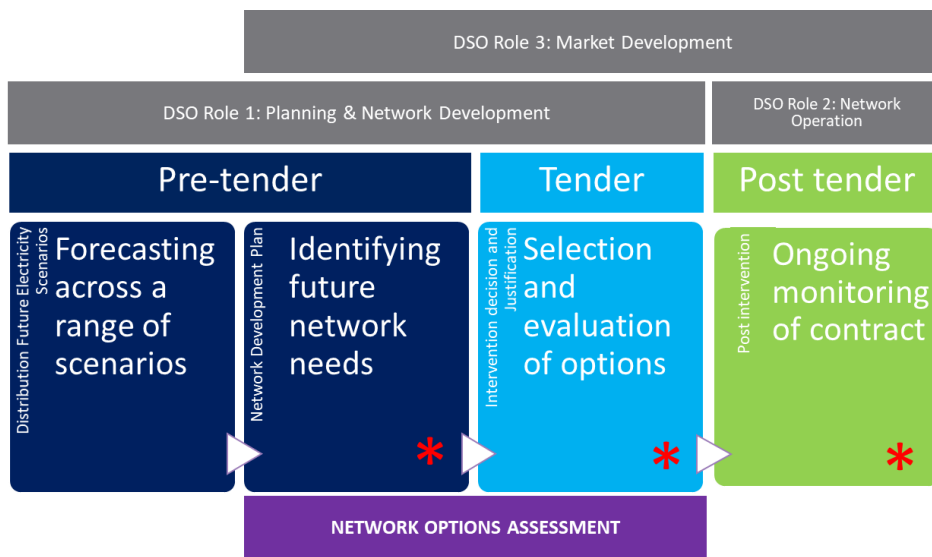 DSO Role 3: Market Development
DSO Role 1: Planning & Network Development
DSO Role 2: Network
Operation
Pre-tender
Tender
Post tender
Distribution Future Electricity
Scenarios
Forecasting
across a
range of
scenarios
Network Development Plan
Identifying
future
network
needs
*
Intervention decision and
Justification
Selection
and
evaluation
of options
*
Post intervention
Ongoing
monitoring
of contract
*
NETWORK OPTIONS ASSESSMENT